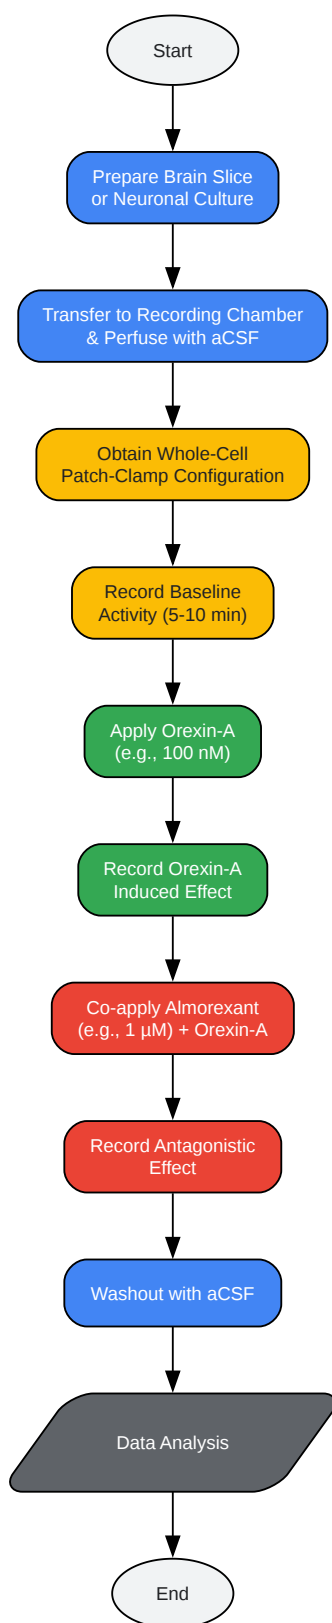 Start
Prepare Brain Slice
or Neuronal Culture
Transfer to Recording Chamber
& Perfuse with aCSF
Obtain Whole-Cell
Patch-Clamp Configuration
Record Baseline
Activity (5-10 min)
Apply Orexin-A
(e.g., 100 nM)
Record Orexin-A
Induced Effect
Co-apply Almorexant
(e.g., 1 µM) + Orexin-A
Record Antagonistic
Effect
Washout with aCSF
Data Analysis
End